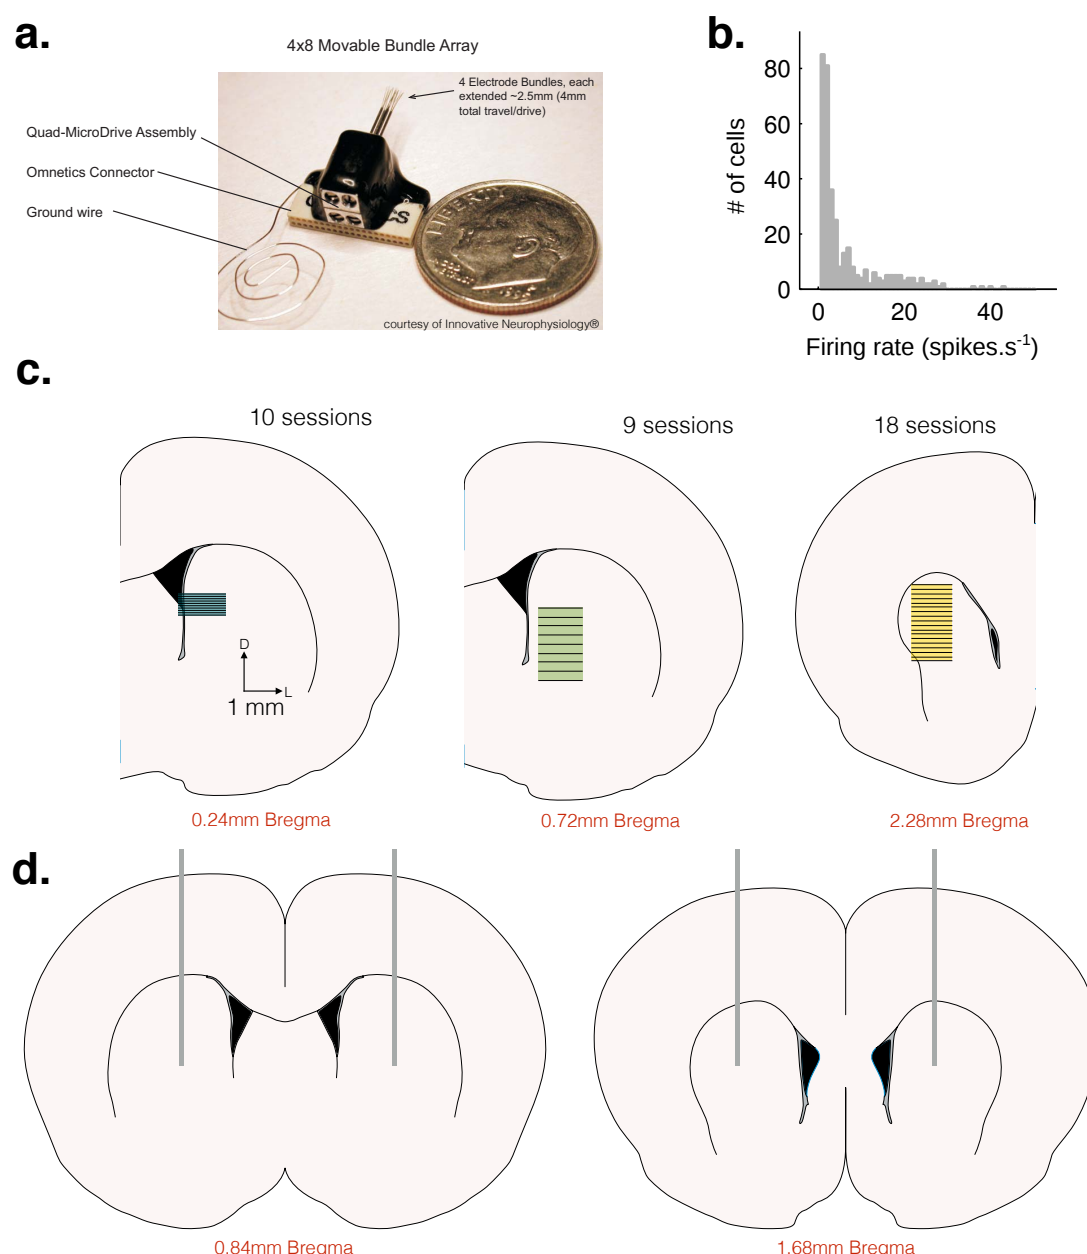 a.
4x8 Movable Bundle Array
4 Electrode Bundles, each
extended ~2.5mm (4mm
total travel/drive)
Quad-MicroDrive Assembly
Omnetics Connector
Ground wire
LIBERTY
courtesy of Innovative Neurophysiology®
b.
# of cells
80
60
40
20
0
0 20 40
Firing rate (spikes.s⁻¹)
c.
10 sessions
9 sessions
18 sessions
D
L
1 mm
0.24mm Bregma
0.72mm Bregma
2.28mm Bregma
d.
0.84mm Bregma
1.68mm Bregma